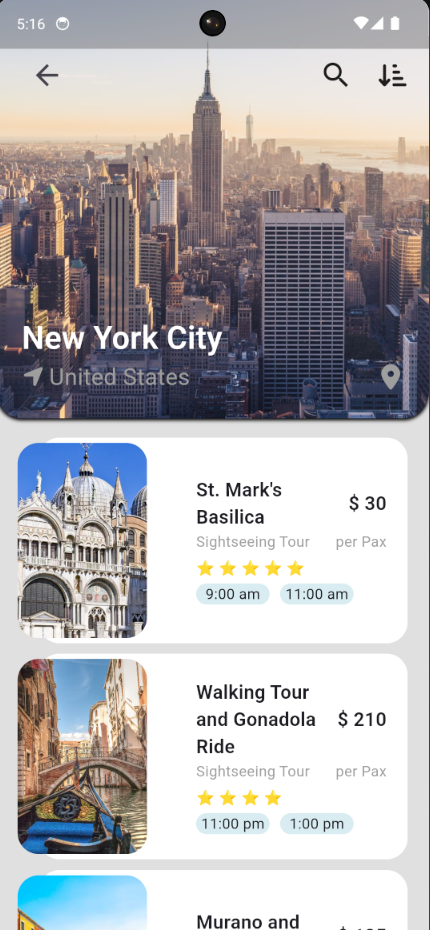 5:16
New York City
United States
St. Mark's
Basilica
$ 30
Sightseeing Tour
per Pax
9:00 am
11:00 am
Walking Tour
and Gonadola
Ride
$ 210
Sightseeing Tour
per Pax
11:00 pm
1:00 pm
Murano and